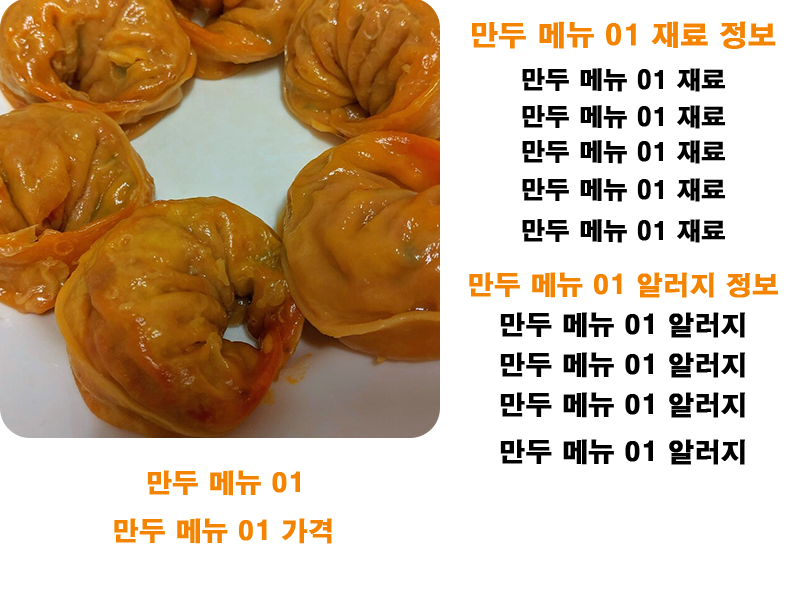 만두 메뉴 01 재료 정보
만두 메뉴 01 재료
만두 메뉴 01 재료
만두 메뉴 01 재료
만두 메뉴 01 재료
만두 메뉴 01 재료
만두 메뉴 01 알러지 정보
만두 메뉴 01 알러지
만두 메뉴 01 알러지
만두 메뉴 01 알러지
만두 메뉴 01 알러지
만두 메뉴 01
만두 메뉴 01 가격